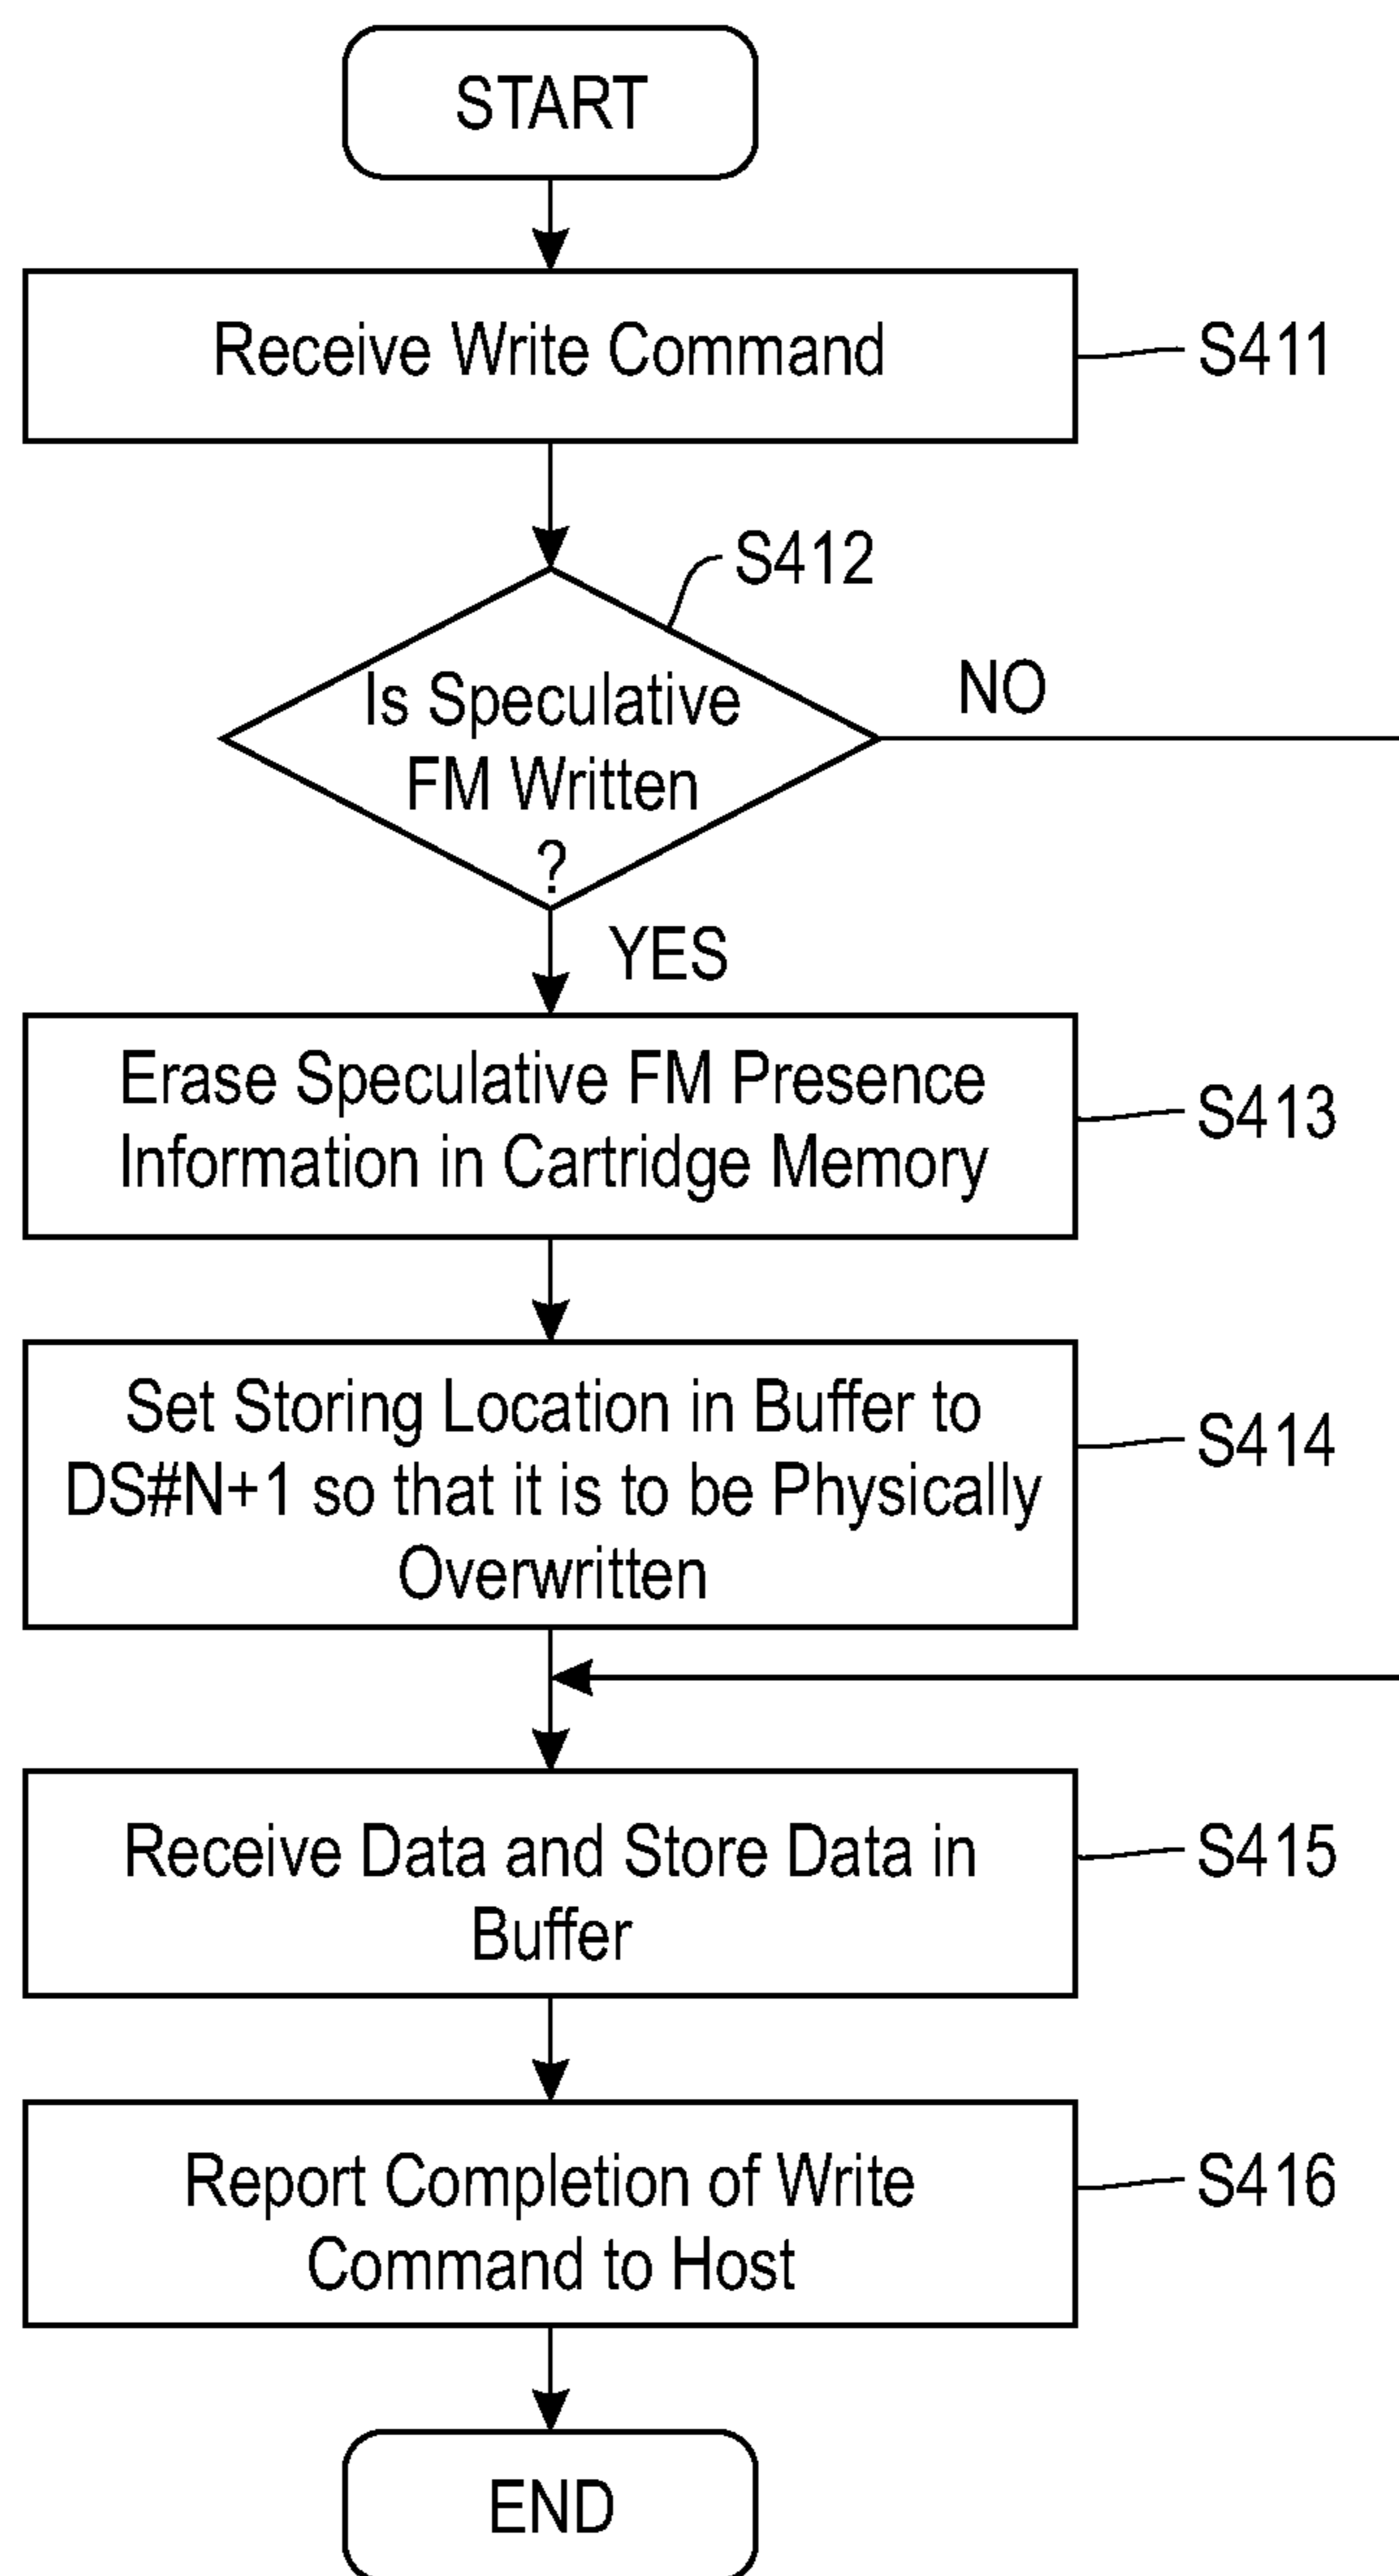 START
Receive Write Command
S411
S412
Is Speculative
FM Written
?
NO
YES
Erase Speculative FM Presence
Information in Cartridge Memory
S413
Set Storing Location in Buffer to
DS#N+1 so that it is to be Physically
Overwritten
S414
Receive Data and Store Data in
Buffer
S415
Report Completion of Write
Command to Host
S416
END